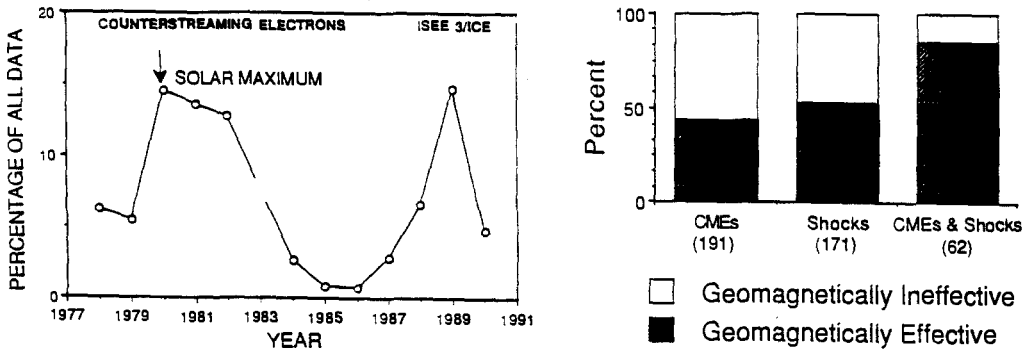 COUNTERSTREAMING ELECTRONS ISEE 3/ICE
SOLAR MAXIMUM
PERCENTAGE OF ALL DATA
20
10
0
1977 1979 1981 1983 1985 1987 1989 1991
YEAR
Percent
100
50
0
CMEs Shocks CMEs & Shocks
(191) (171) (62)
Geomagnetically Ineffective
Geomagnetically Effective